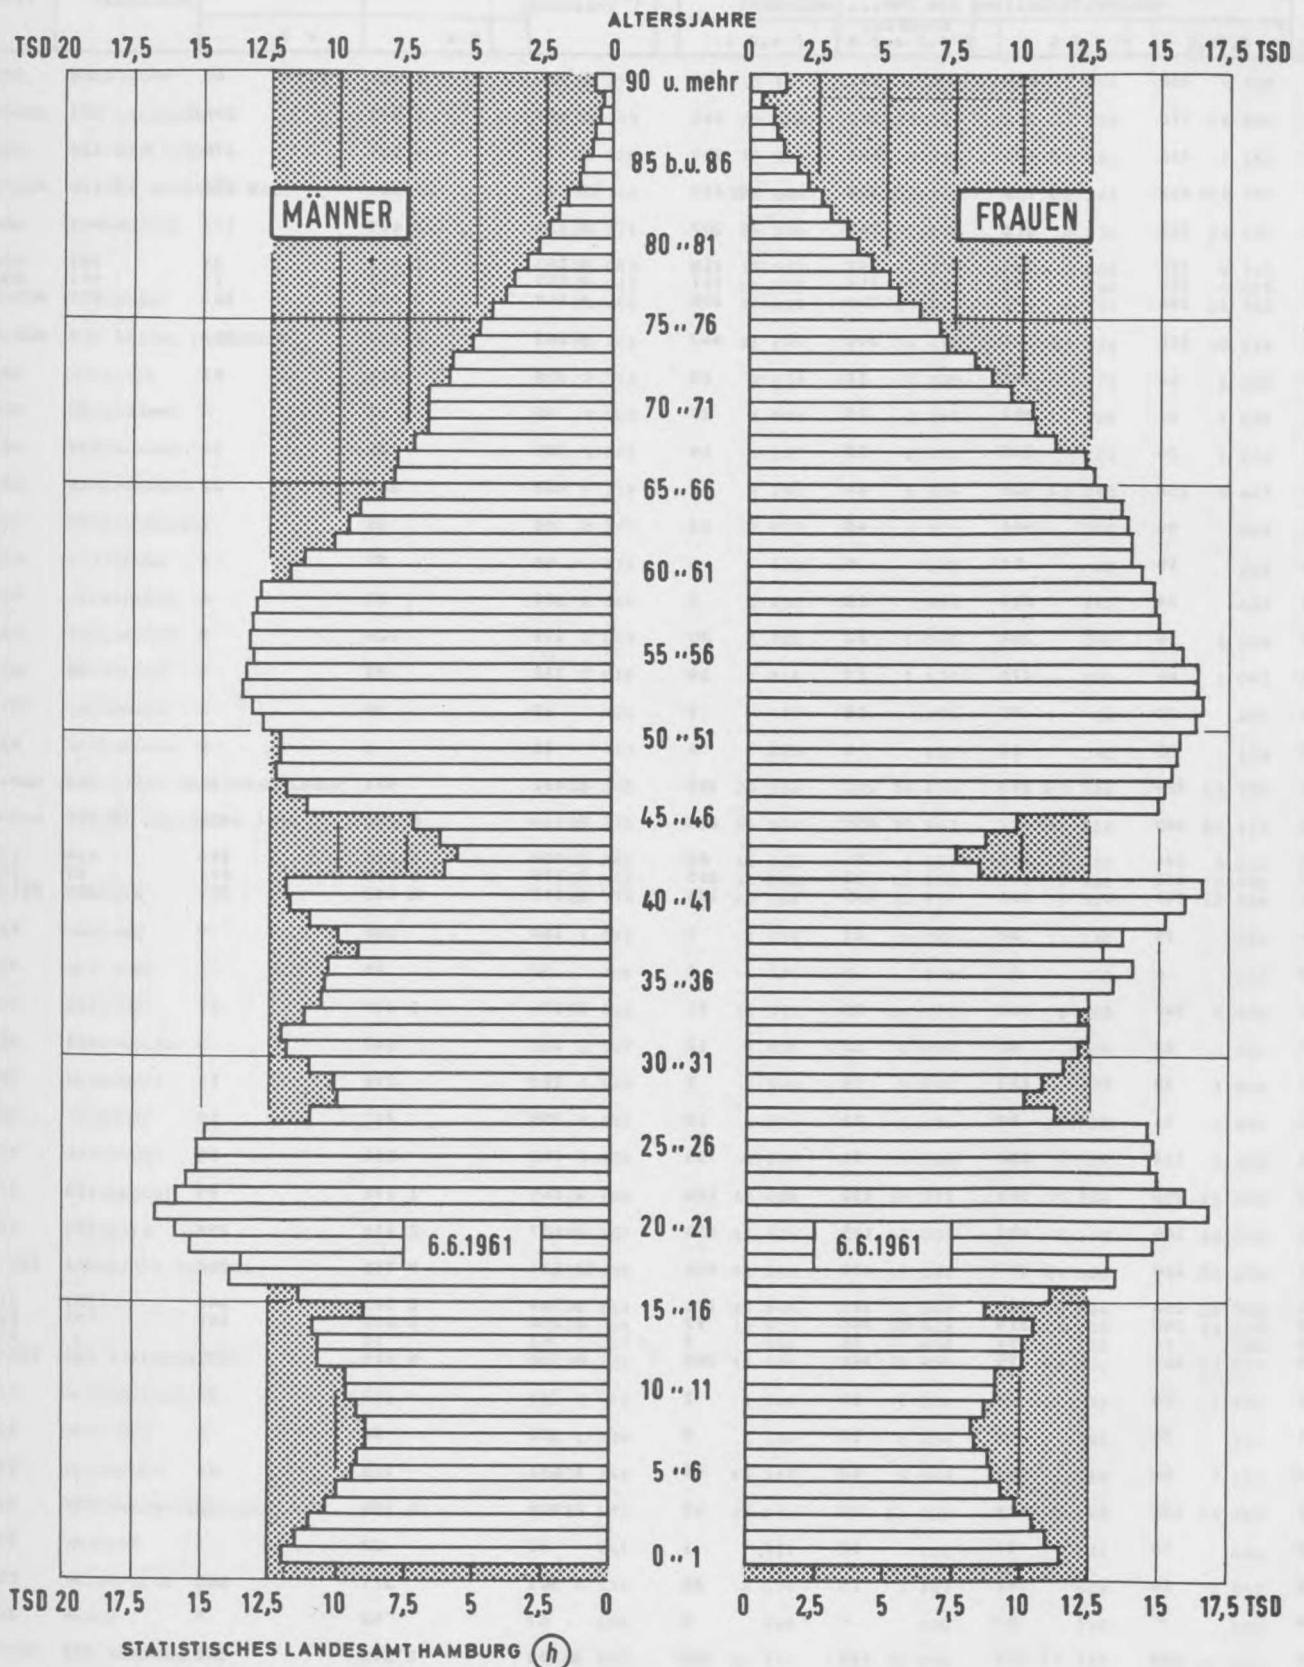 ALTERSJAHRE
TSD 20 17,5 15 12,5 10 7,5 5 2,5 0 0 2,5 5 7,5 10 12,5 15 17,5 TSD
90 u. mehr
85 b.u. 86
MÄNNER FRAUEN
80 „ 81
75 „ 76
70 „ 71
65 „ 66
60 „ 61
55 „ 56
50 „ 51
45 „ 46
40 „ 41
35 „ 36
30 „ 31
25 „ 26
20 „ 21
6.6.1961 6.6.1961
15 „ 16
10 „ 11
5 „ 6
0 „ 1
TSD 20 17,5 15 12,5 10 7,5 5 2,5 0 0 2,5 5 7,5 10 12,5 15 17,5 TSD
STATISTISCHES LANDESAMT HAMBURG h